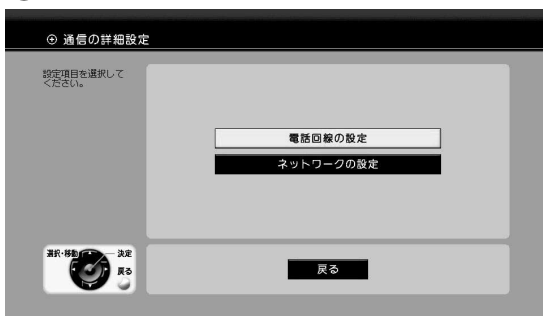 通信の詳細設定
設定項目を選択して
ください。
電話回線の設定
ネットワークの設定
選択・移動
決定
戻る
戻る